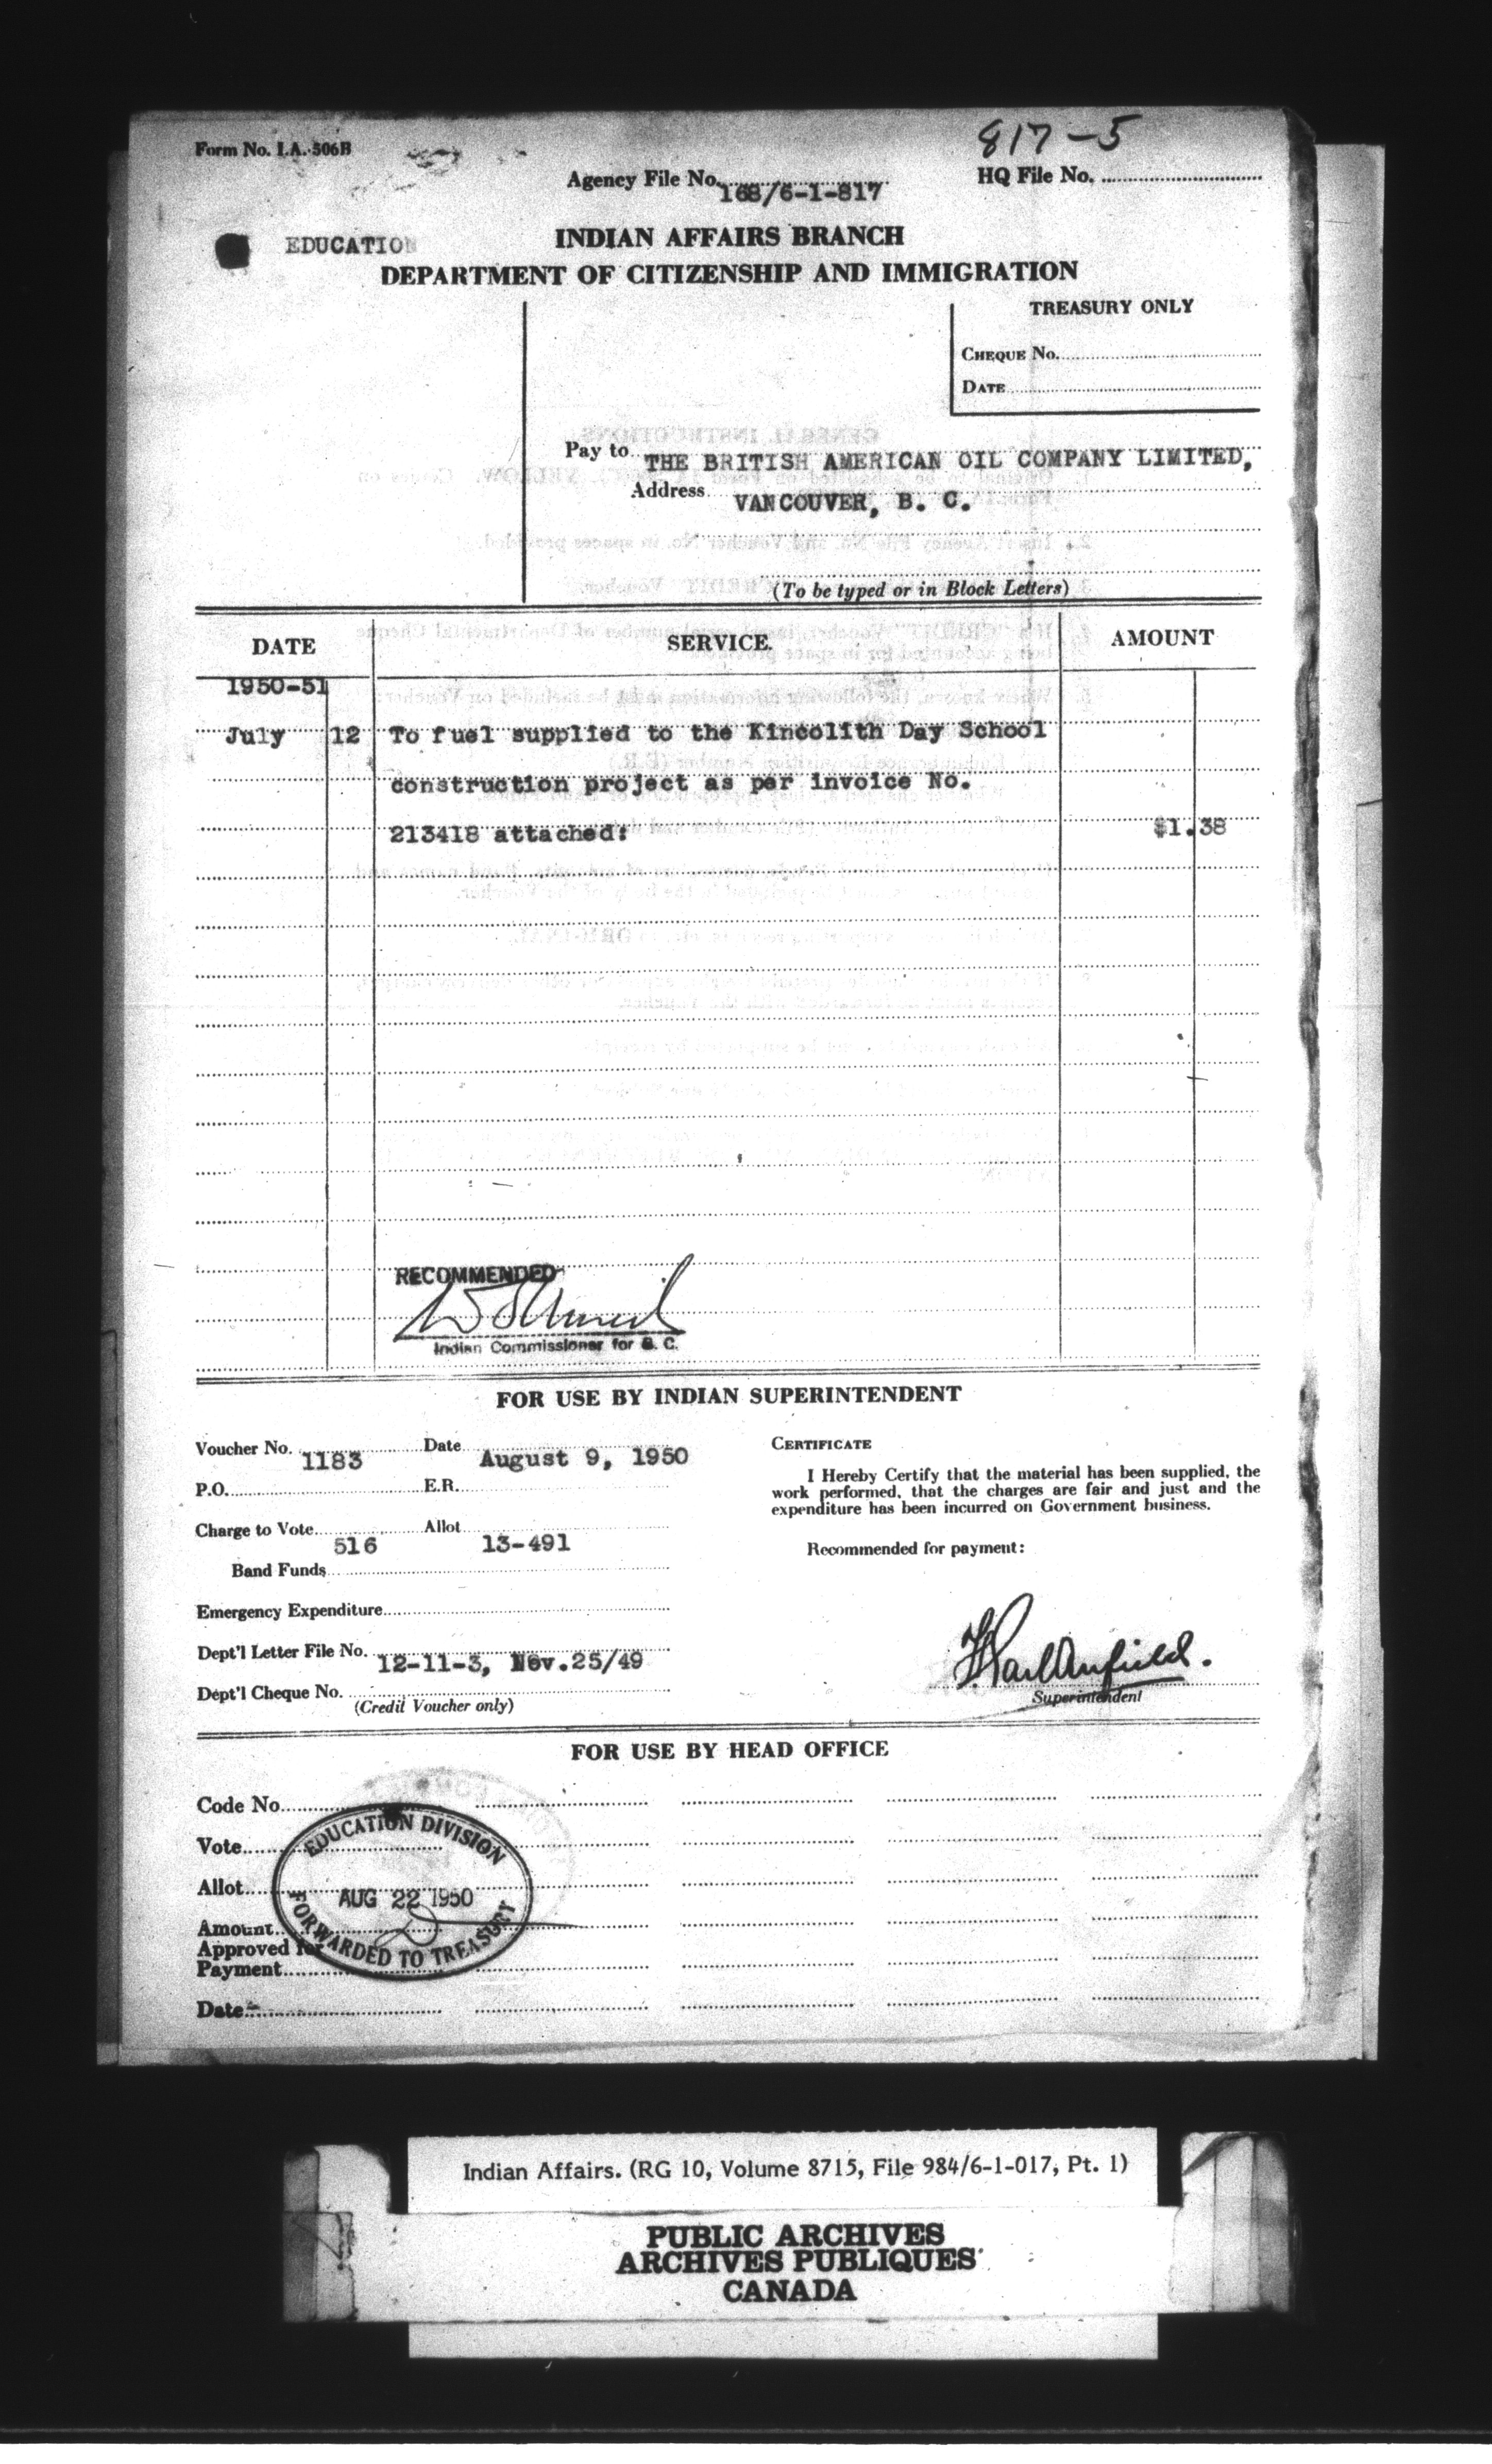 Form No. I.A. 506B
817-5
Agency File No. 168/6-1-817
HQ File No.
EDUCATION
INDIAN AFFAIRS BRANCH
DEPARTMENT OF CITIZENSHIP AND IMMIGRATION
TREASURY ONLY
CHEQUE No.
DATE
Pay to THE BRITISH AMERICAN OIL COMPANY LIMITED,
Address VANCOUVER, B. C.
(To be typed or in Block Letters)
DATE SERVICE. AMOUNT
1950-51
July 12 To fuel supplied to the Kincolith Day School
construction project as per invoice No.
213418 attached: $1.38
RECOMMENDED
Indian Commissioner for B. C.
FOR USE BY INDIAN SUPERINTENDENT
Voucher No. 1183 Date August 9, 1950
P.O. E.R.
Charge to Vote 516 Allot 13-491
Band Funds
Emergency Expenditure
Dept'l Letter File No. 12-11-3, Nov.25/49
Dept'l Cheque No.
(Credit Voucher only)
CERTIFICATE
I Hereby Certify that the material has been supplied, the
work performed, that the charges are fair and just and the
expenditure has been incurred on Government business.
Recommended for payment:
F. Earl Anfield.
Superintendent
FOR USE BY HEAD OFFICE
Code No.
Vote
Allot
Amount
Approved for
Payment
Date
EDUCATION DIVISION
AUG 22 1950
FORWARDED TO TREASURY
Indian Affairs. (RG 10, Volume 8715, File 984/6-1-017, Pt. 1)
PUBLIC ARCHIVES
ARCHIVES PUBLIQUES
CANADA